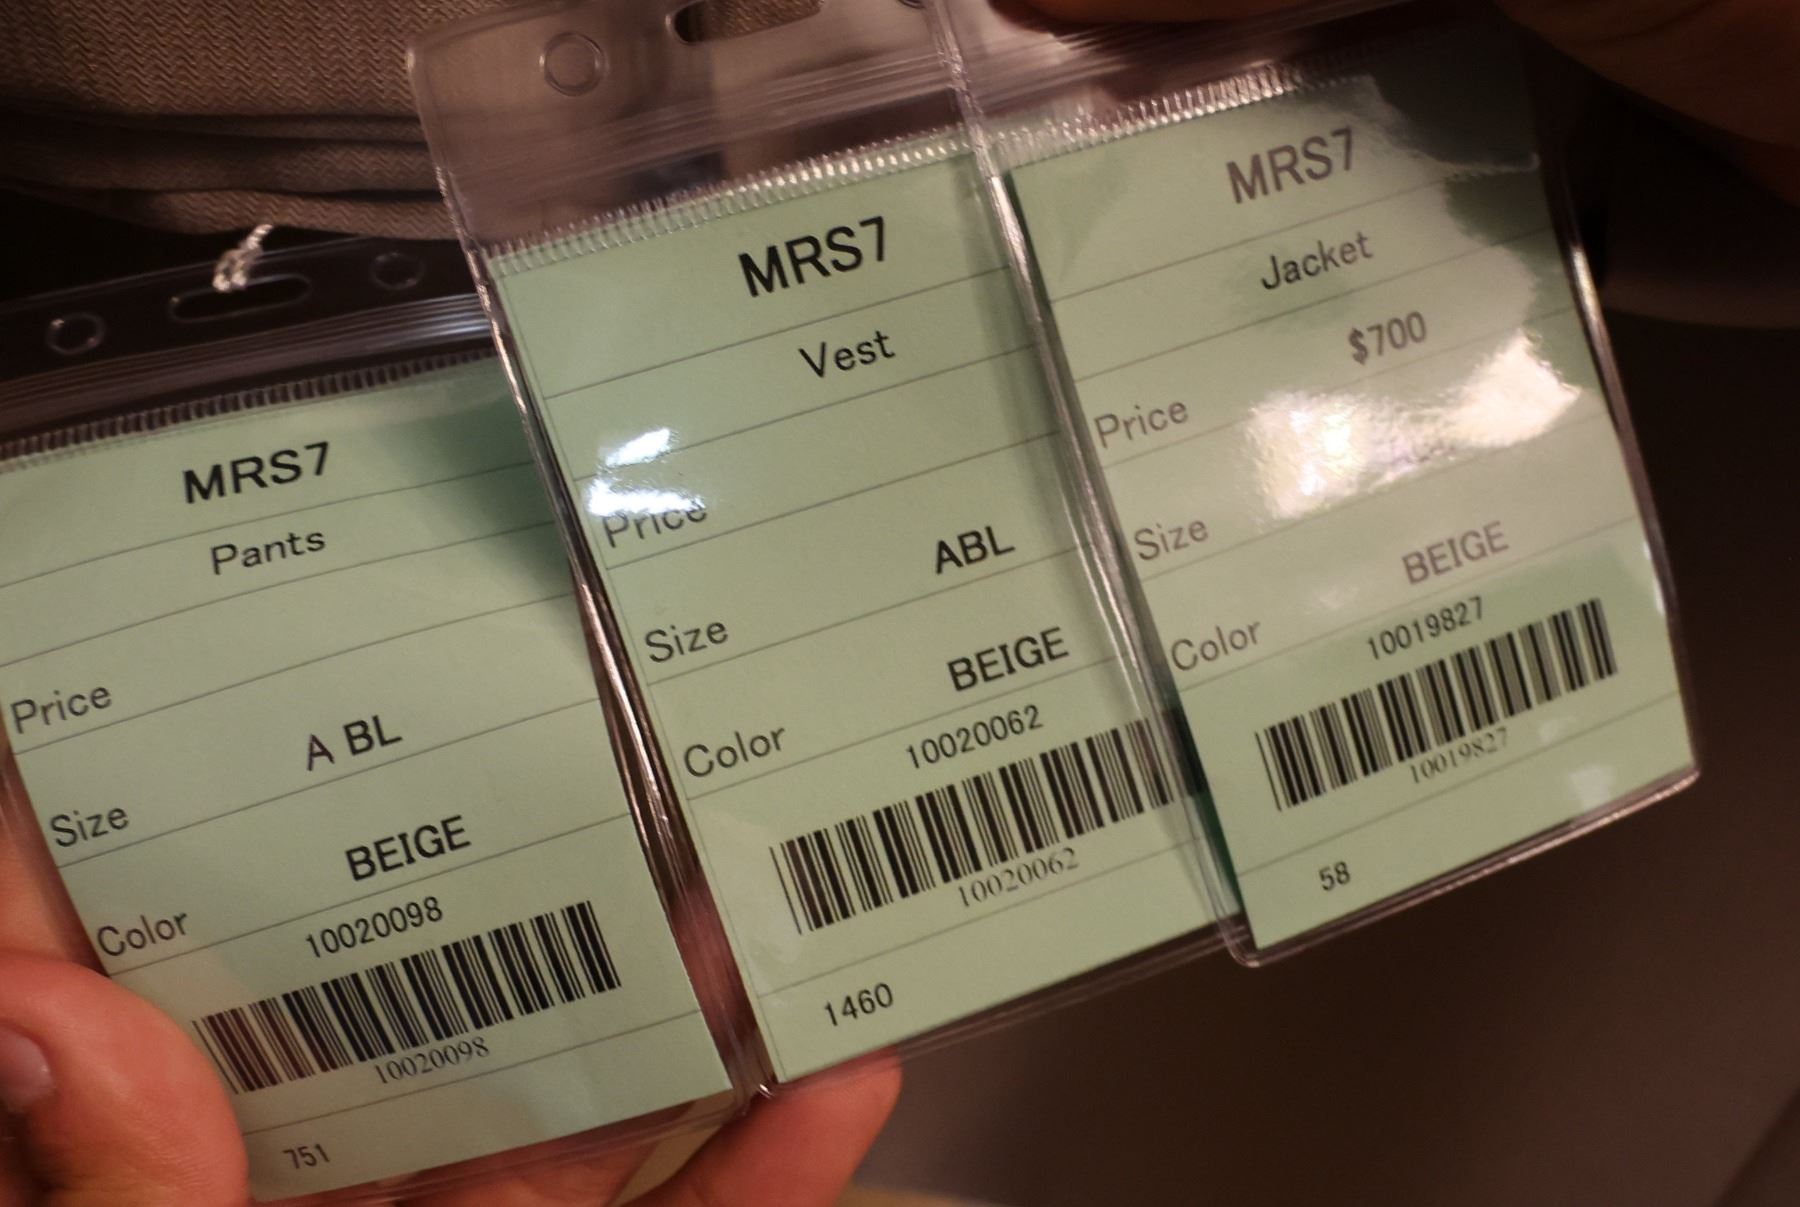 MRS7
Pants
Price
A BL
Size
BEIGE
Color
10020098
10020098
751
MRS7
Vest
Price
ABL
Size
BEIGE
Color
10020062
10020062
1460
MRS7
Jacket
$700
Price
Size
BEIGE
Color
10019827
10019827
58